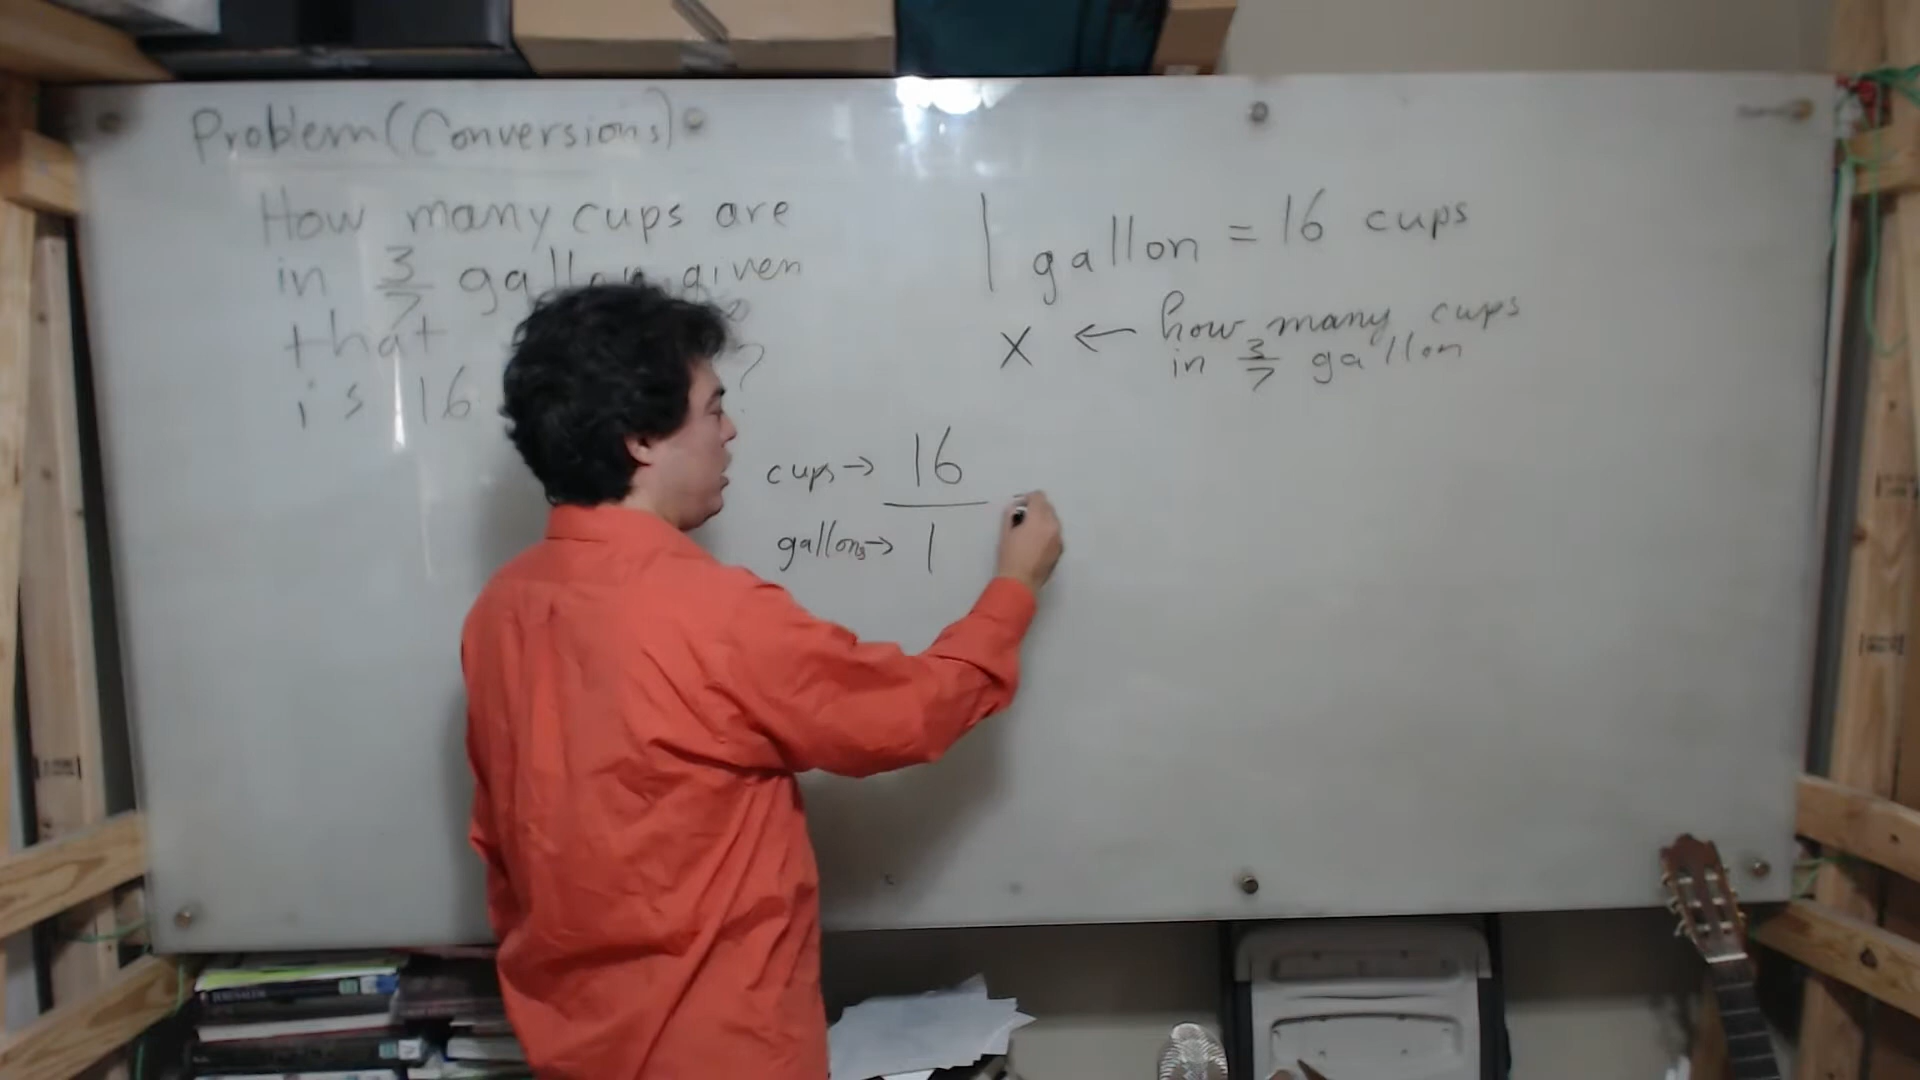 Problem (Conversions)
How many cups are
in 3/7 gallon given
that
is 16 ?
1 gallon = 16 cups
x ← how many cups
in 3/7 gallon
cups → 16
gallons → 1
JERUSALEM